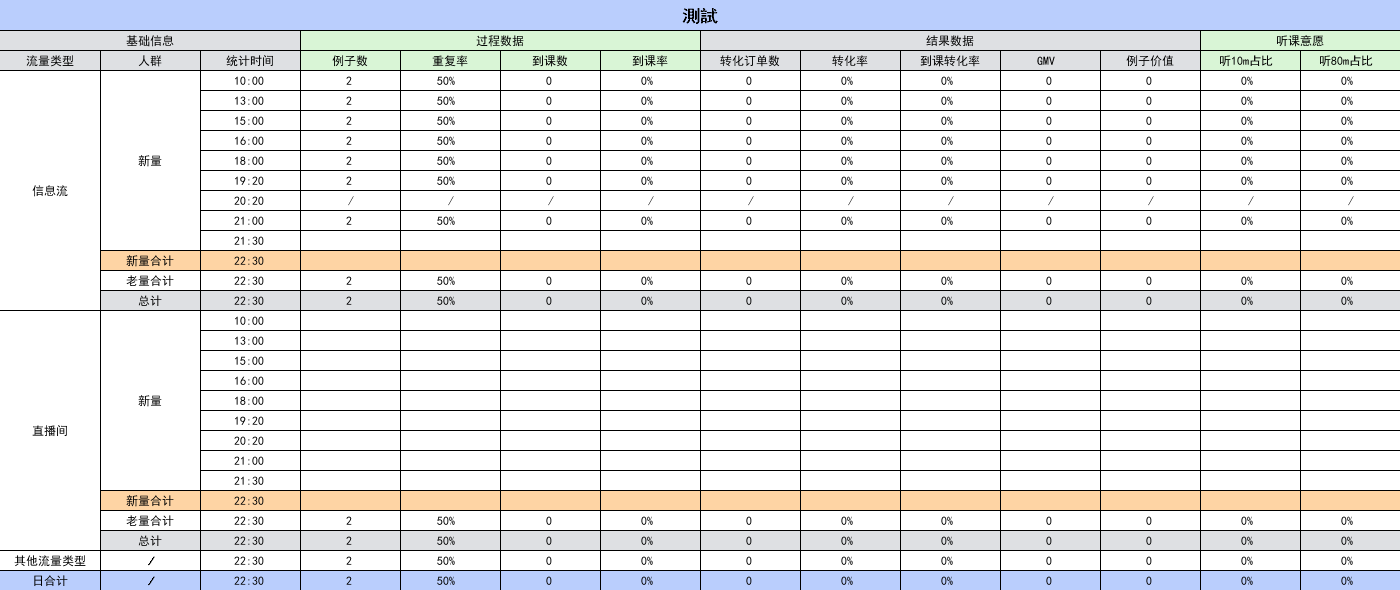 測試
基础信息 过程数据 结果数据 听课意愿
流量类型 人群 统计时间 例子数 重复率 到课数 到课率 转化订单数 转化率 到课转化率 GMV 例子价值 听10m占比 听80m占比
10:00 2 50% 0 0% 0 0% 0% 0 0 0% 0%
13:00 2 50% 0 0% 0 0% 0% 0 0 0% 0%
15:00 2 50% 0 0% 0 0% 0% 0 0 0% 0%
16:00 2 50% 0 0% 0 0% 0% 0 0 0% 0%
新量 18:00 2 50% 0 0% 0 0% 0% 0 0 0% 0%
信息流 19:20 2 50% 0 0% 0 0% 0% 0 0 0% 0%
20:20 / / / / / / / / / / /
21:00 2 50% 0 0% 0 0% 0% 0 0 0% 0%
21:30
新量合计 22:30
老量合计 22:30 2 50% 0 0% 0 0% 0% 0 0 0% 0%
总计 22:30 2 50% 0 0% 0 0% 0% 0 0 0% 0%
10:00
13:00
15:00
16:00
新量 18:00
直播间 19:20
20:20
21:00
21:30
新量合计 22:30
老量合计 22:30 2 50% 0 0% 0 0% 0% 0 0 0% 0%
总计 22:30 2 50% 0 0% 0 0% 0% 0 0 0% 0%
其他流量类型 / 22:30 2 50% 0 0% 0 0% 0% 0 0 0% 0%
日合计 / 22:30 2 50% 0 0% 0 0% 0% 0 0 0% 0%